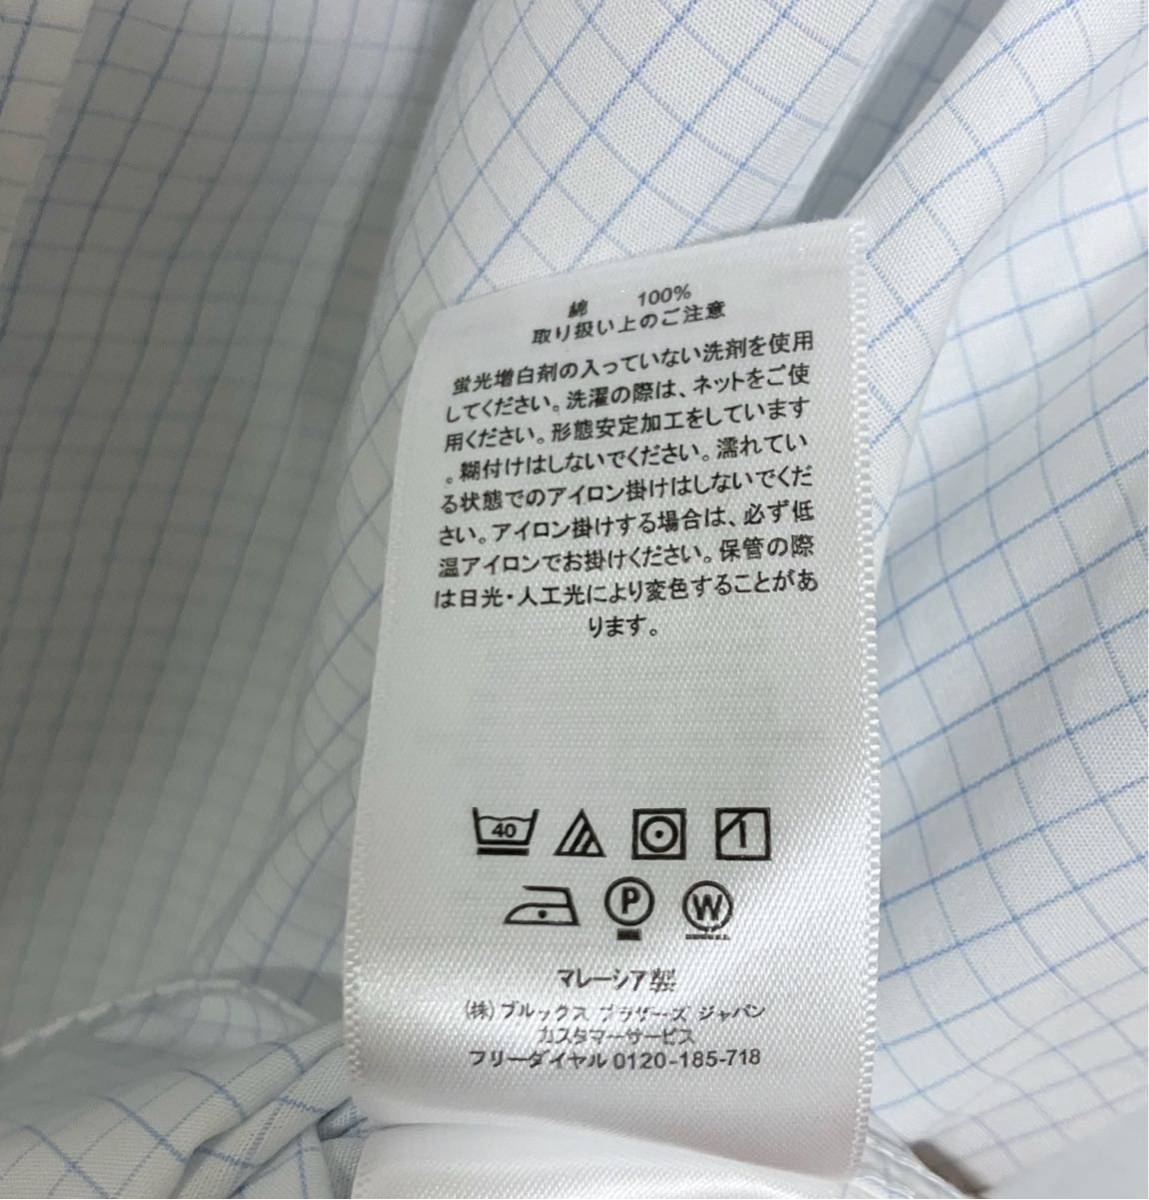 綿 100%
取り扱い上のご注意
蛍光増白剤の入っていない洗剤を使用
してください。洗濯の際は、ネットをご使
用ください。形態安定加工をしています
。糊付けはしないでください。濡れてい
る状態でのアイロン掛けはしないでくだ
さい。アイロン掛けする場合は、必ず低
温アイロンでお掛けください。保管の際
は日光・人工光により変色することがあ
ります。
40
P W
マレーシア製
(株)ブルックス ブラザーズ ジャパン
カスタマーサービス
フリーダイヤル 0120-185-718